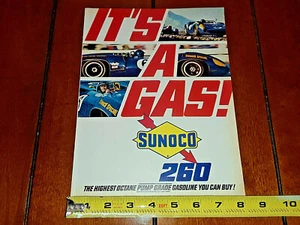 IT'S
A
GAS!
SUNOCO
260
THE HIGHEST OCTANE PUMP GRADE GASOLINE YOU CAN BUY!
1 2 3 4 5 6 7 8 9 10